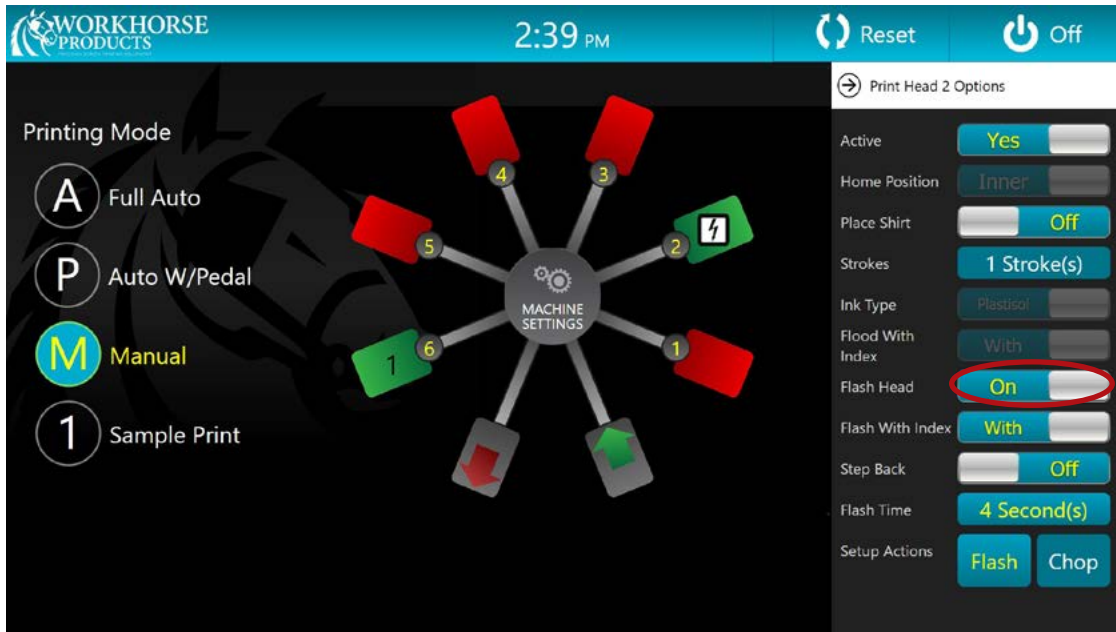 WORKHORSE
PRODUCTS
2:39 PM
Reset
Off
Print Head 2 Options
Printing Mode
A Full Auto
P Auto W/Pedal
M Manual
1 Sample Print
4
3
5
2
MACHINE
SETTINGS
1 6
1
Active Yes
Home Position Inner
Place Shirt Off
Strokes 1 Stroke(s)
Ink Type Plastisol
Flood With
Index With
Flash Head On
Flash With Index With
Step Back Off
Flash Time 4 Second(s)
Setup Actions Flash Chop